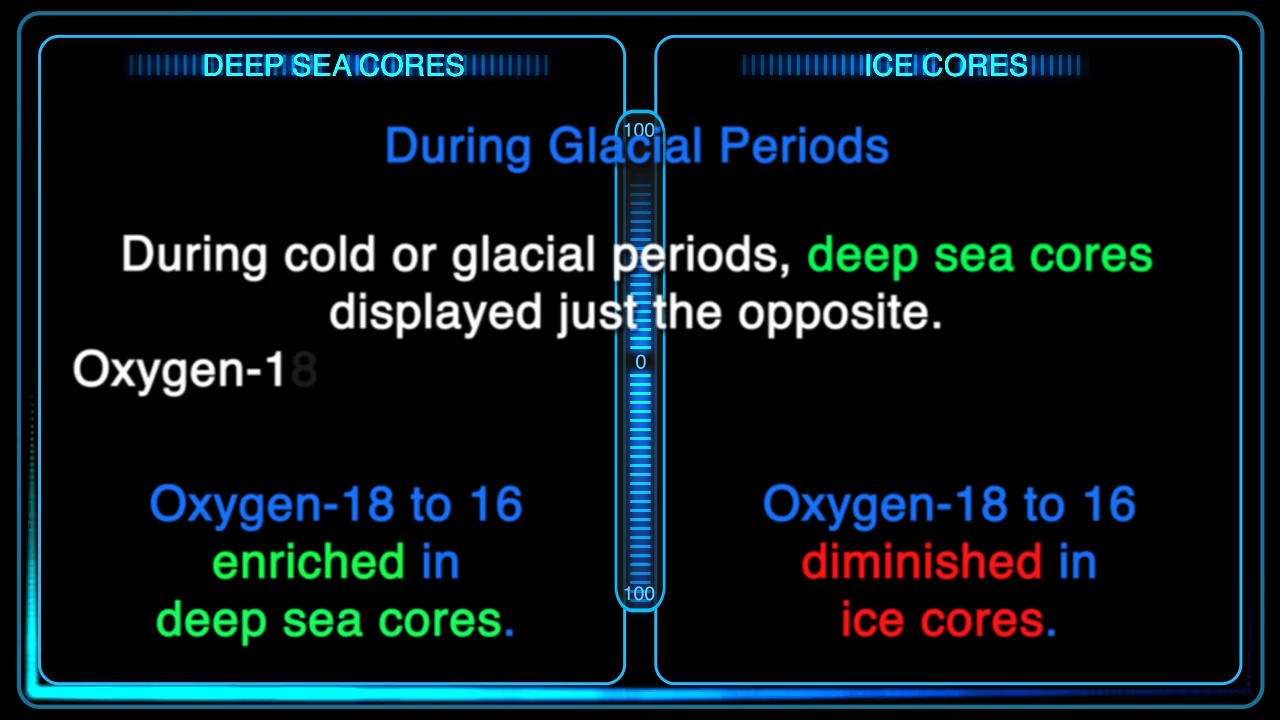 DEEP SEA CORES
ICE CORES
100
During Glacial Periods
During cold or glacial periods, deep sea cores
displayed just the opposite.
0
Oxygen-18
Oxygen-18 to 16
enriched in
deep sea cores.
Oxygen-18 to 16
diminished in
ice cores.
100